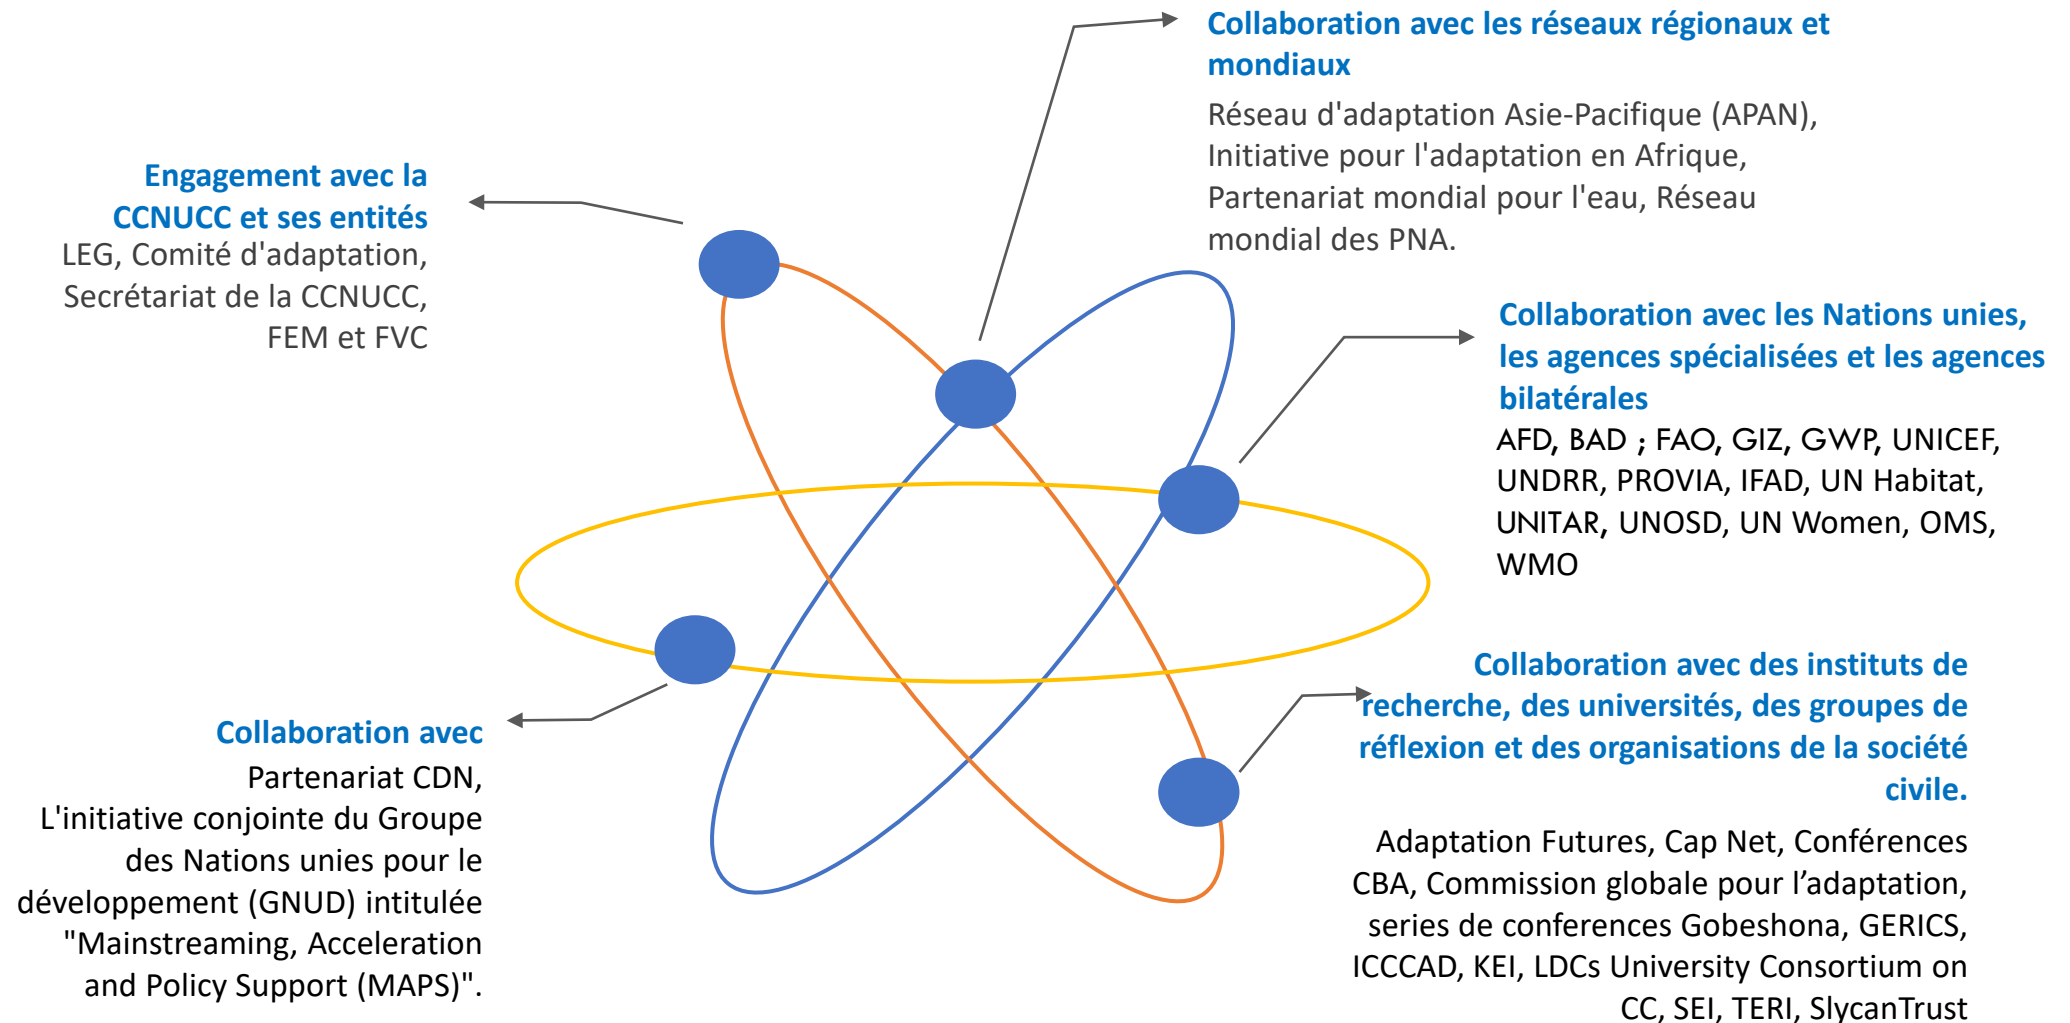 Collaboration avec les réseaux régionaux et
mondiaux
Réseau d'adaptation Asie-Pacifique (APAN),
Initiative pour l'adaptation en Afrique,
Partenariat mondial pour l'eau, Réseau
mondial des PNA.
Engagement avec la
CCNUCC et ses entités
LEG, Comité d'adaptation,
Secrétariat de la CCNUCC,
FEM et FVC
Collaboration avec les Nations unies,
les agences spécialisées et les agences
bilatérales
AFD, BAD ; FAO, GIZ, GWP, UNICEF,
UNDRR, PROVIA, IFAD, UN Habitat,
UNITAR, UNOSD, UN Women, OMS,
WMO
Collaboration avec
Partenariat CDN,
L'initiative conjointe du Groupe
des Nations unies pour le
développement (GNUD) intitulée
"Mainstreaming, Acceleration
and Policy Support (MAPS)".
Collaboration avec des instituts de
recherche, des universités, des groupes de
réflexion et des organisations de la société
civile.
Adaptation Futures, Cap Net, Conférences
CBA, Commission globale pour l’adaptation,
series de conferences Gobeshona, GERICS,
ICCCAD, KEI, LDCs University Consortium on
CC, SEI, TERI, SlycanTrust